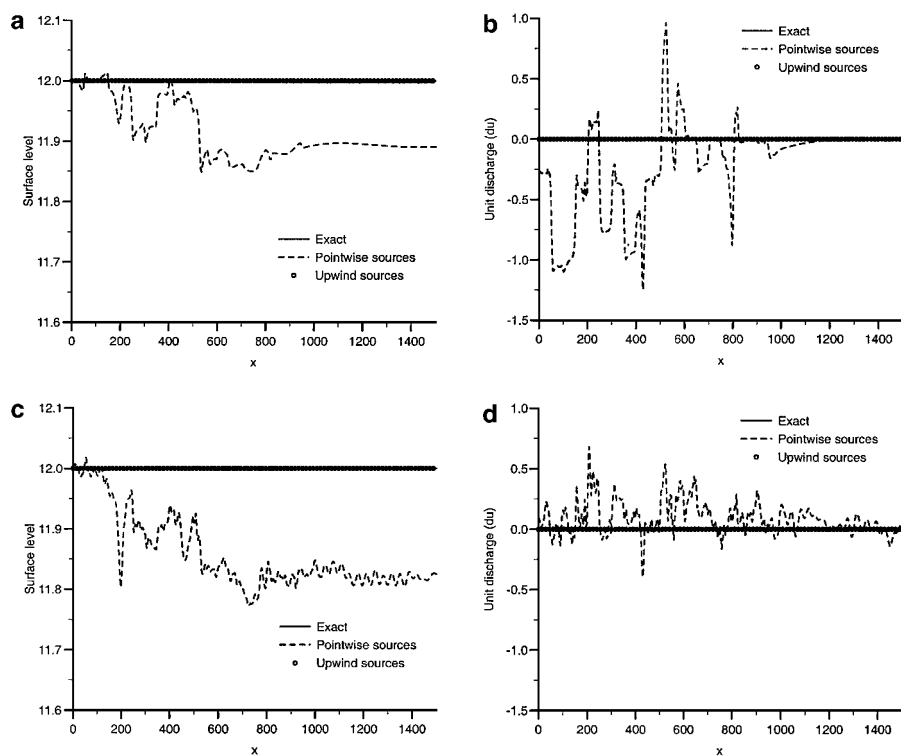 a
12.1
12.0
11.9
11.8
11.7
11.6
Surface level
Exact
Pointwise sources
Upwind sources
0 200 400 600 800 1000 1200 1400
x
b
1.0
0.5
0.0
-0.5
-1.0
-1.5
Unit discharge (du)
Exact
Pointwise sources
Upwind sources
0 200 400 600 800 1000 1200 1400
x
c
12.1
12.0
11.9
11.8
11.7
11.6
Surface level
Exact
Pointwise sources
Upwind sources
0 200 400 600 800 1000 1200 1400
x
d
1.0
0.5
0.0
-0.5
-1.0
-1.5
Unit discharge (du)
Exact
Pointwise sources
Upwind sources
0 200 400 600 800 1000 1200 1400
x